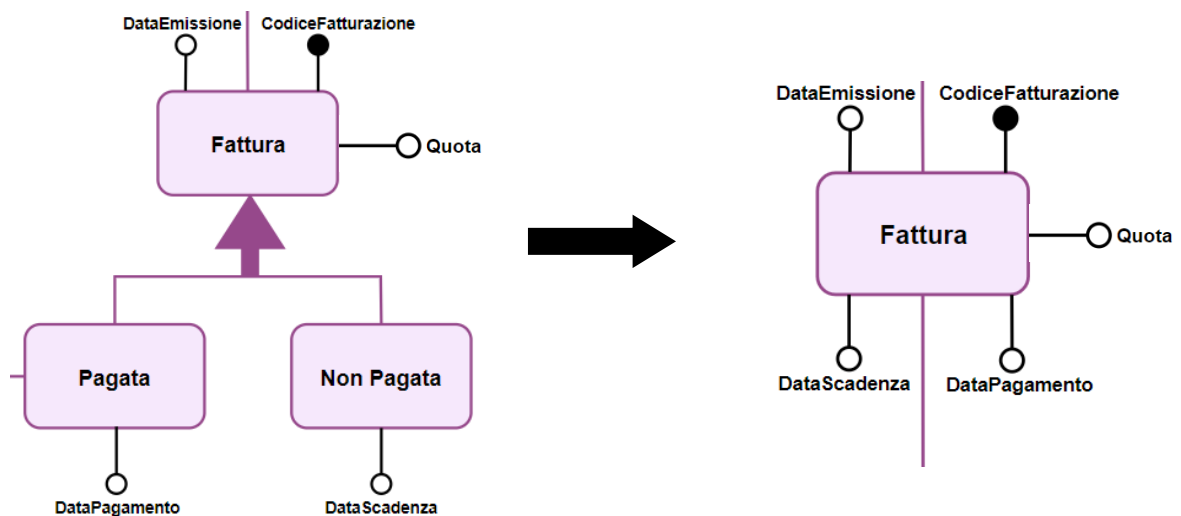 DataEmissione
CodiceFatturazione
Fattura
Quota
Pagata
Non Pagata
DataPagamento
DataScadenza
DataEmissione
CodiceFatturazione
Fattura
Quota
DataScadenza
DataPagamento